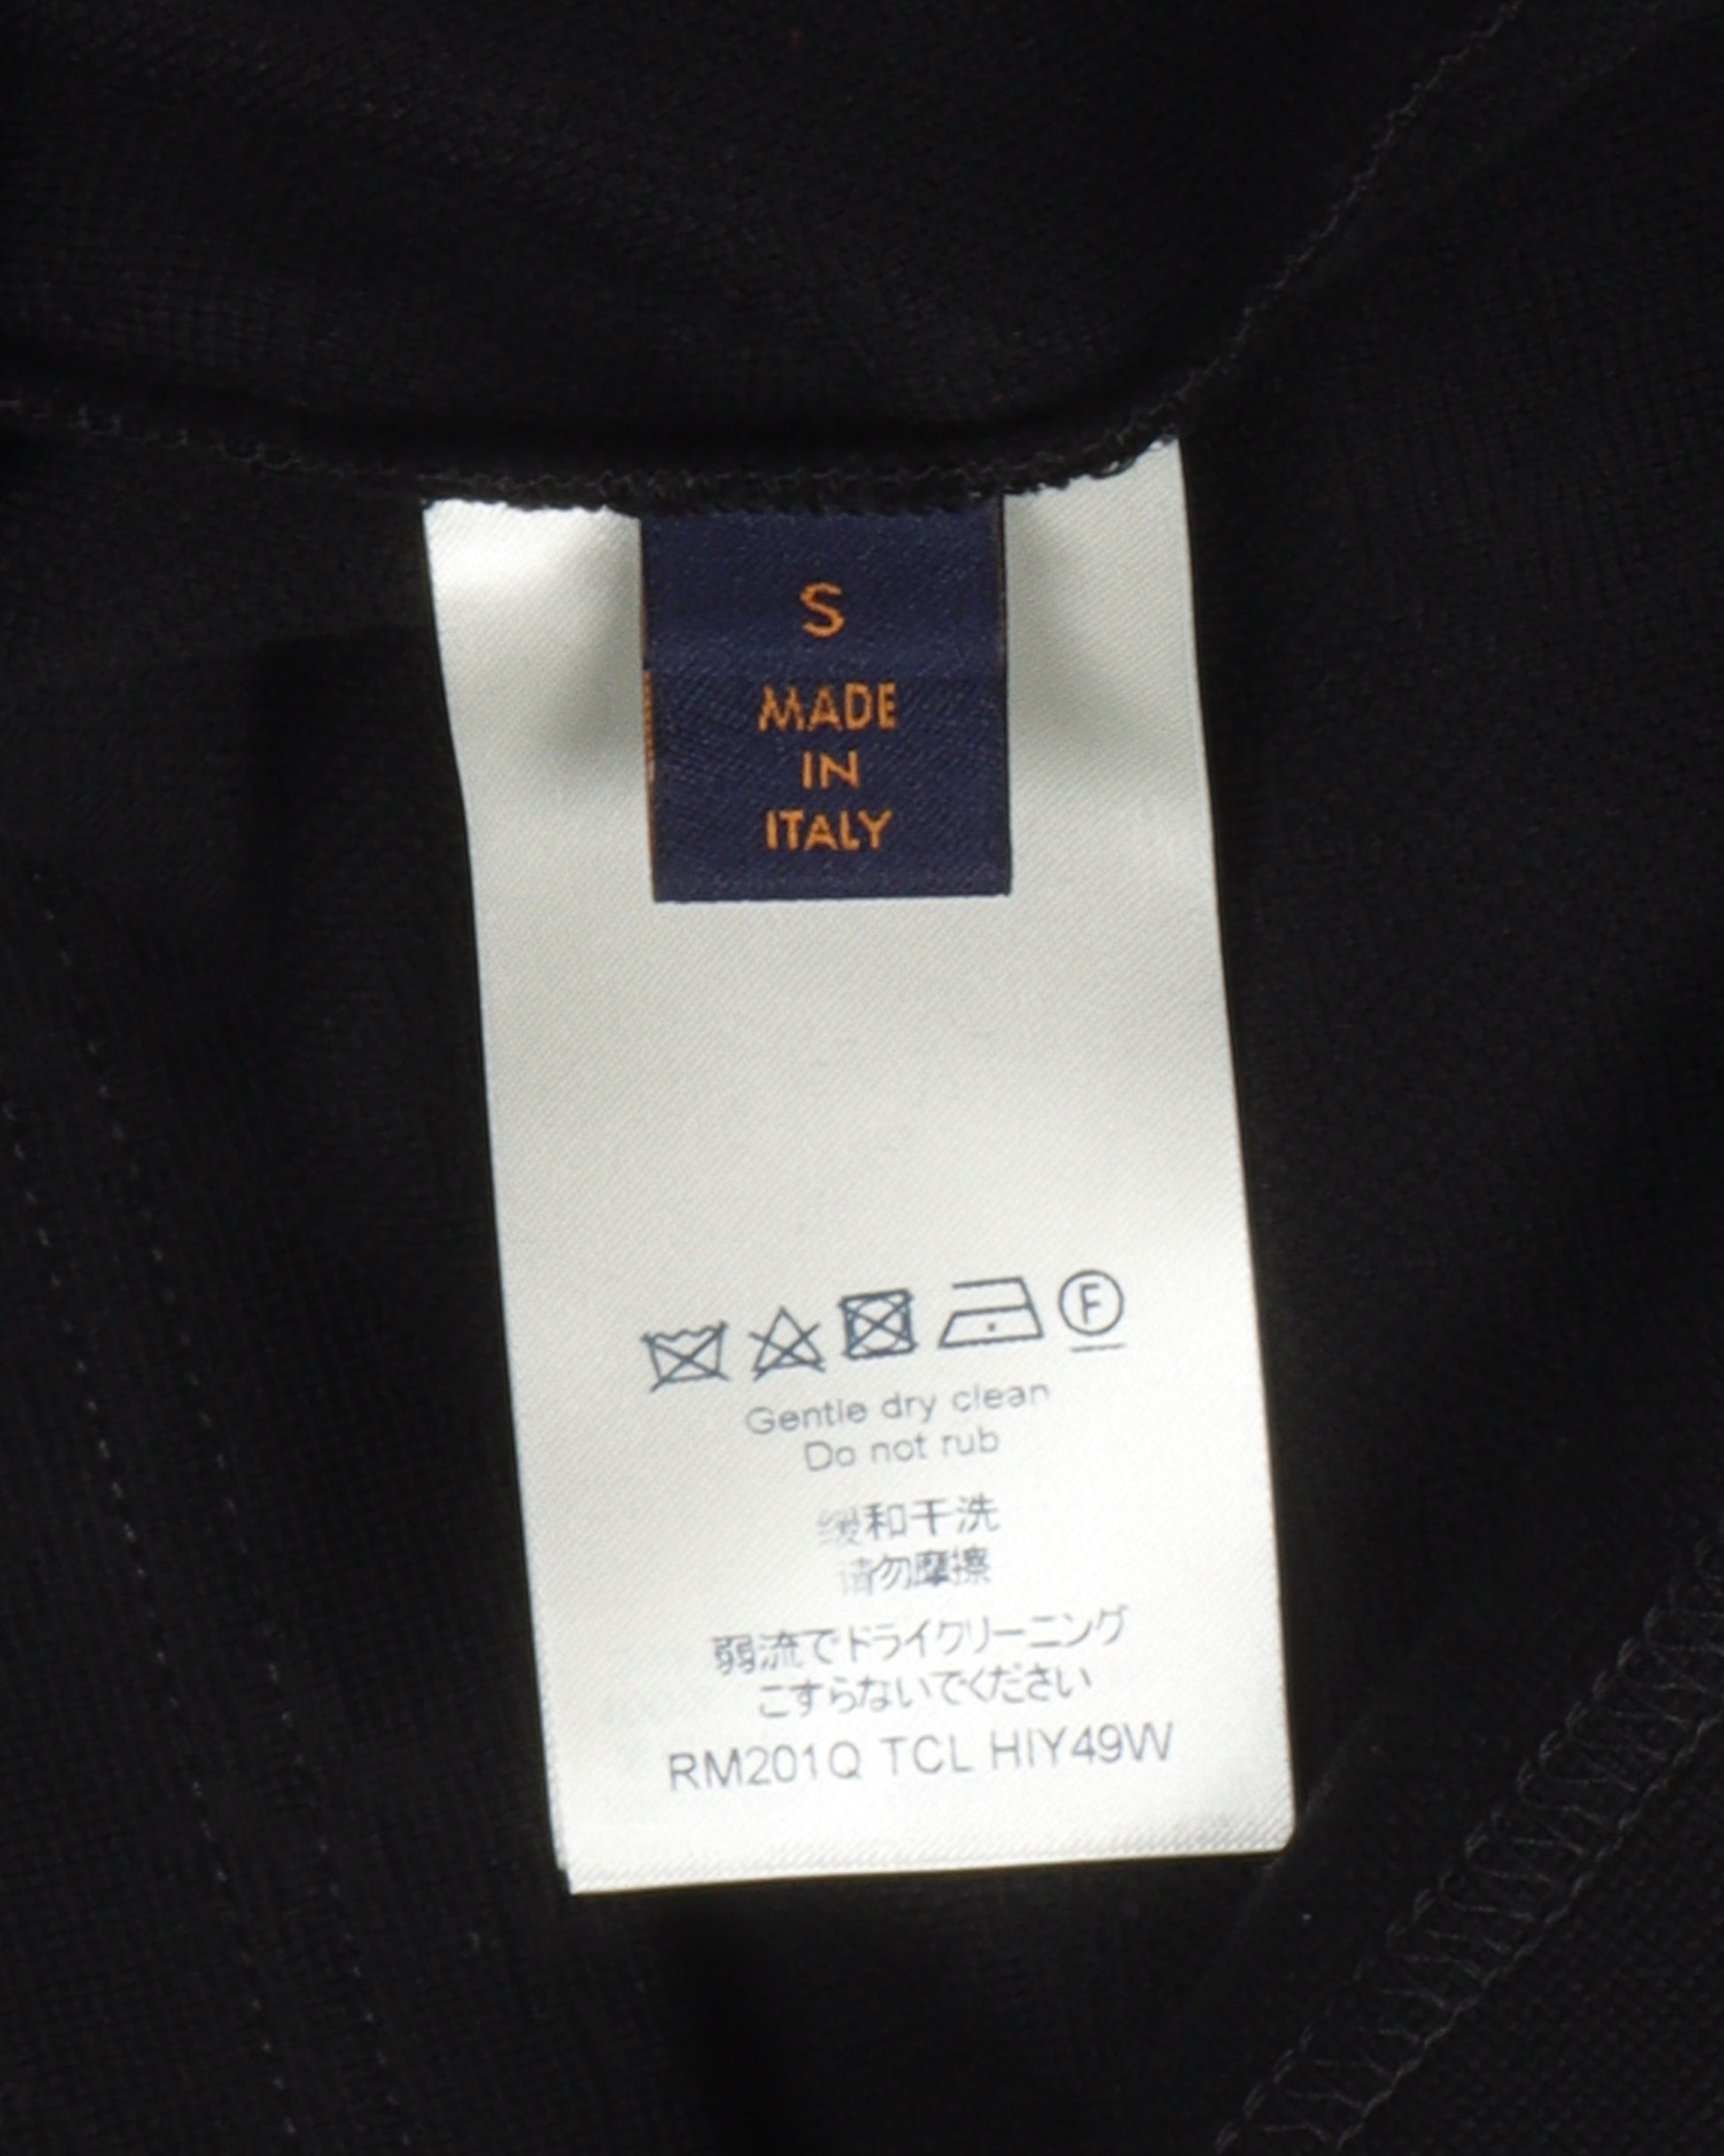 S
MADE
IN
ITALY
F
Gentle dry clean
Do not rub
缓和干洗
请勿摩擦
弱流でドライクリーニング
こすらないでください
RM201Q TCL HIY49W